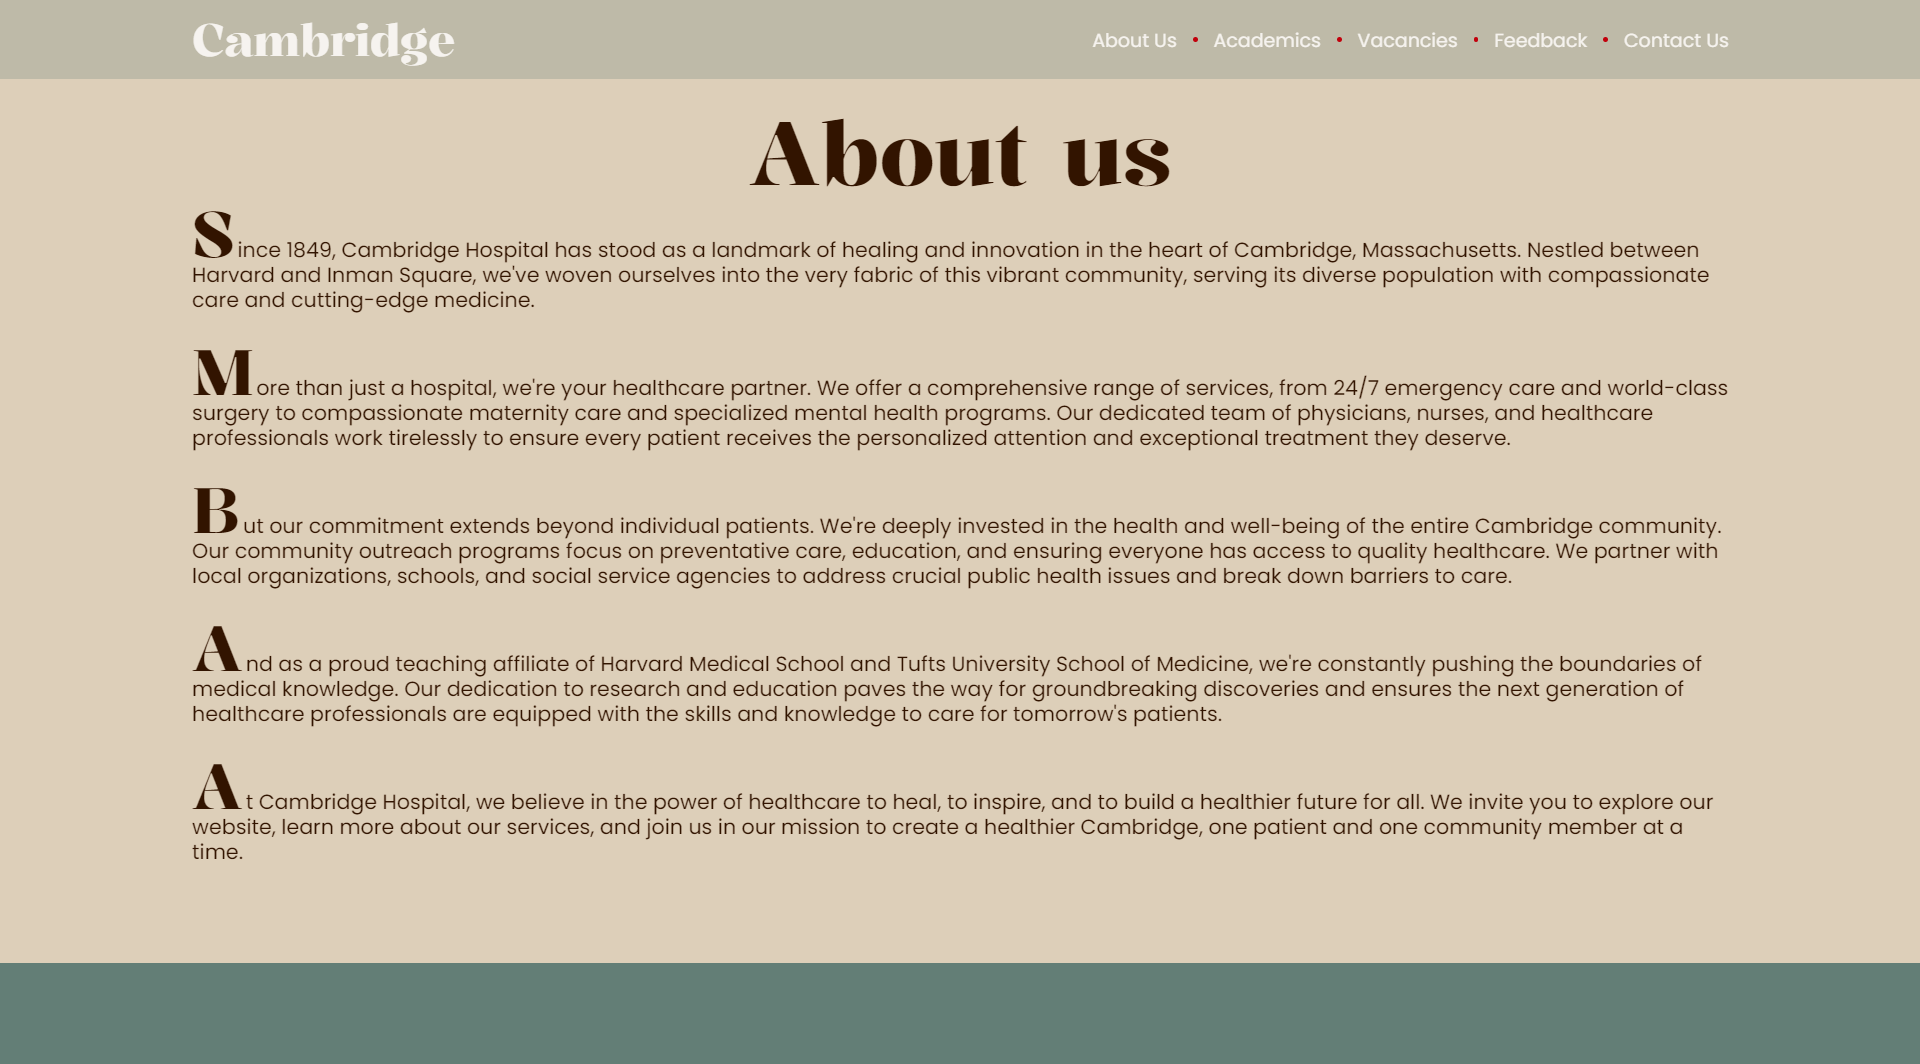 Cambridge
About Us • Academics • Vacancies • Feedback • Contact Us
About us
Since 1849, Cambridge Hospital has stood as a landmark of healing and innovation in the heart of Cambridge, Massachusetts. Nestled between
Harvard and Inman Square, we've woven ourselves into the very fabric of this vibrant community, serving its diverse population with compassionate
care and cutting-edge medicine.
More than just a hospital, we're your healthcare partner. We offer a comprehensive range of services, from 24/7 emergency care and world-class
surgery to compassionate maternity care and specialized mental health programs. Our dedicated team of physicians, nurses, and healthcare
professionals work tirelessly to ensure every patient receives the personalized attention and exceptional treatment they deserve.
But our commitment extends beyond individual patients. We're deeply invested in the health and well-being of the entire Cambridge community.
Our community outreach programs focus on preventative care, education, and ensuring everyone has access to quality healthcare. We partner with
local organizations, schools, and social service agencies to address crucial public health issues and break down barriers to care.
And as a proud teaching affiliate of Harvard Medical School and Tufts University School of Medicine, we're constantly pushing the boundaries of
medical knowledge. Our dedication to research and education paves the way for groundbreaking discoveries and ensures the next generation of
healthcare professionals are equipped with the skills and knowledge to care for tomorrow's patients.
At Cambridge Hospital, we believe in the power of healthcare to heal, to inspire, and to build a healthier future for all. We invite you to explore our
website, learn more about our services, and join us in our mission to create a healthier Cambridge, one patient and one community member at a
time.